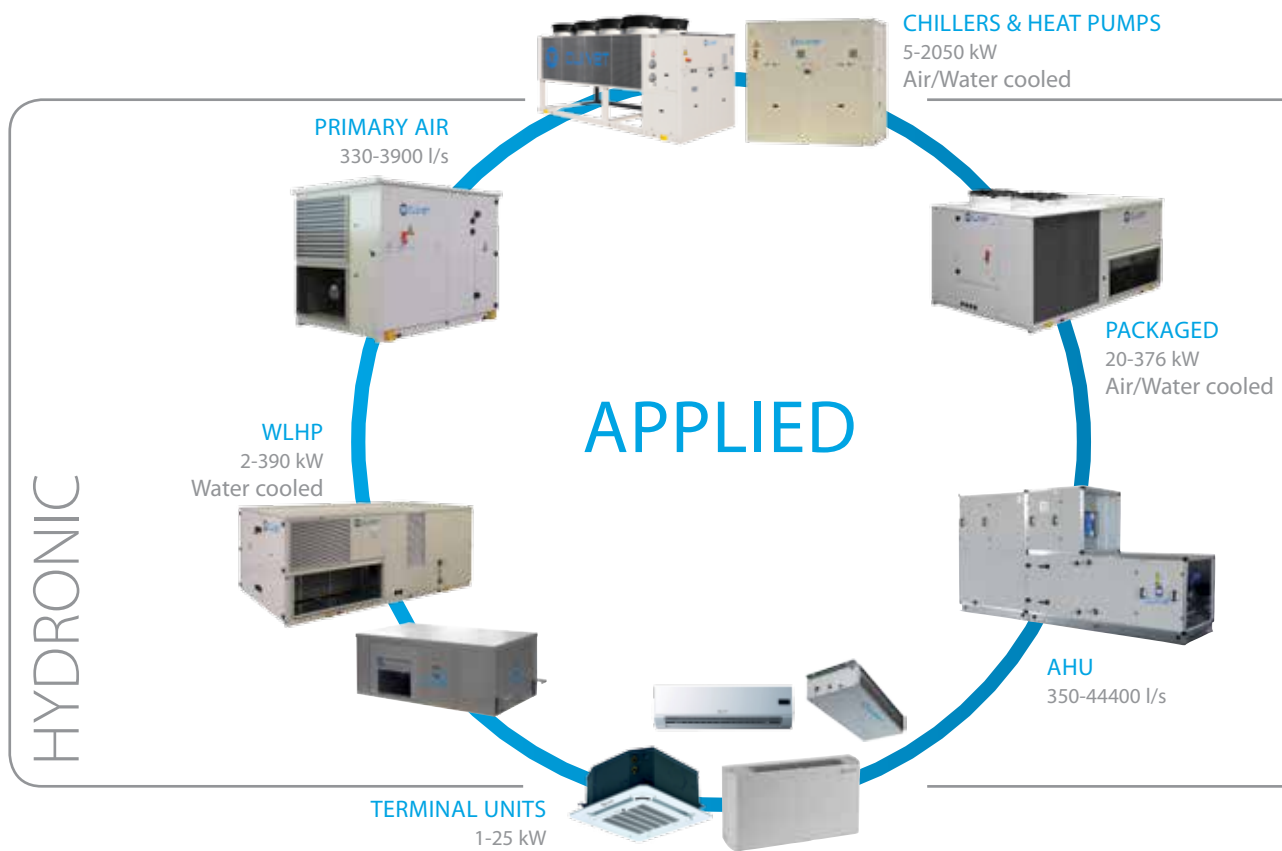 CHILLERS & HEAT PUMPS
5-2050 kW
Air/Water cooled
PRIMARY AIR
330-3900 l/s
PACKAGED
20-376 kW
Air/Water cooled
APPLIED
WLHP
2-390 kW
Water cooled
HYDRONIC
AHU
350-44400 l/s
TERMINAL UNITS
1-25 kW